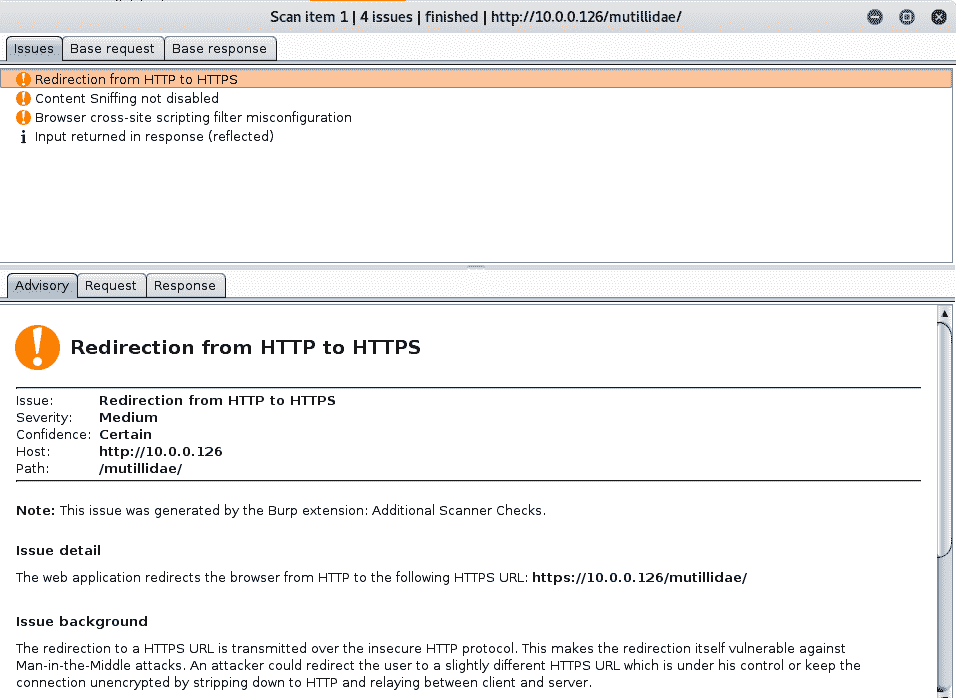 Scan item 1 | 4 issues | finished | http://10.0.0.126/mutillidae/
Issues Base request Base response
Redirection from HTTP to HTTPS
Content Sniffing not disabled
Browser cross-site scripting filter misconfiguration
Input returned in response (reflected)
Advisory Request Response
Redirection from HTTP to HTTPS
Issue: Redirection from HTTP to HTTPS
Severity: Medium
Confidence: Certain
Host: http://10.0.0.126
Path: /mutillidae/
Note: This issue was generated by the Burp extension: Additional Scanner Checks.
Issue detail
The web application redirects the browser from HTTP to the following HTTPS URL: https://10.0.0.126/mutillidae/
Issue background
The redirection to a HTTPS URL is transmitted over the insecure HTTP protocol. This makes the redirection itself vulnerable against
Man-in-the-Middle attacks. An attacker could redirect the user to a slightly different HTTPS URL which is under his control or keep the
connection unencrypted by stripping down to HTTP and relaying between client and server.